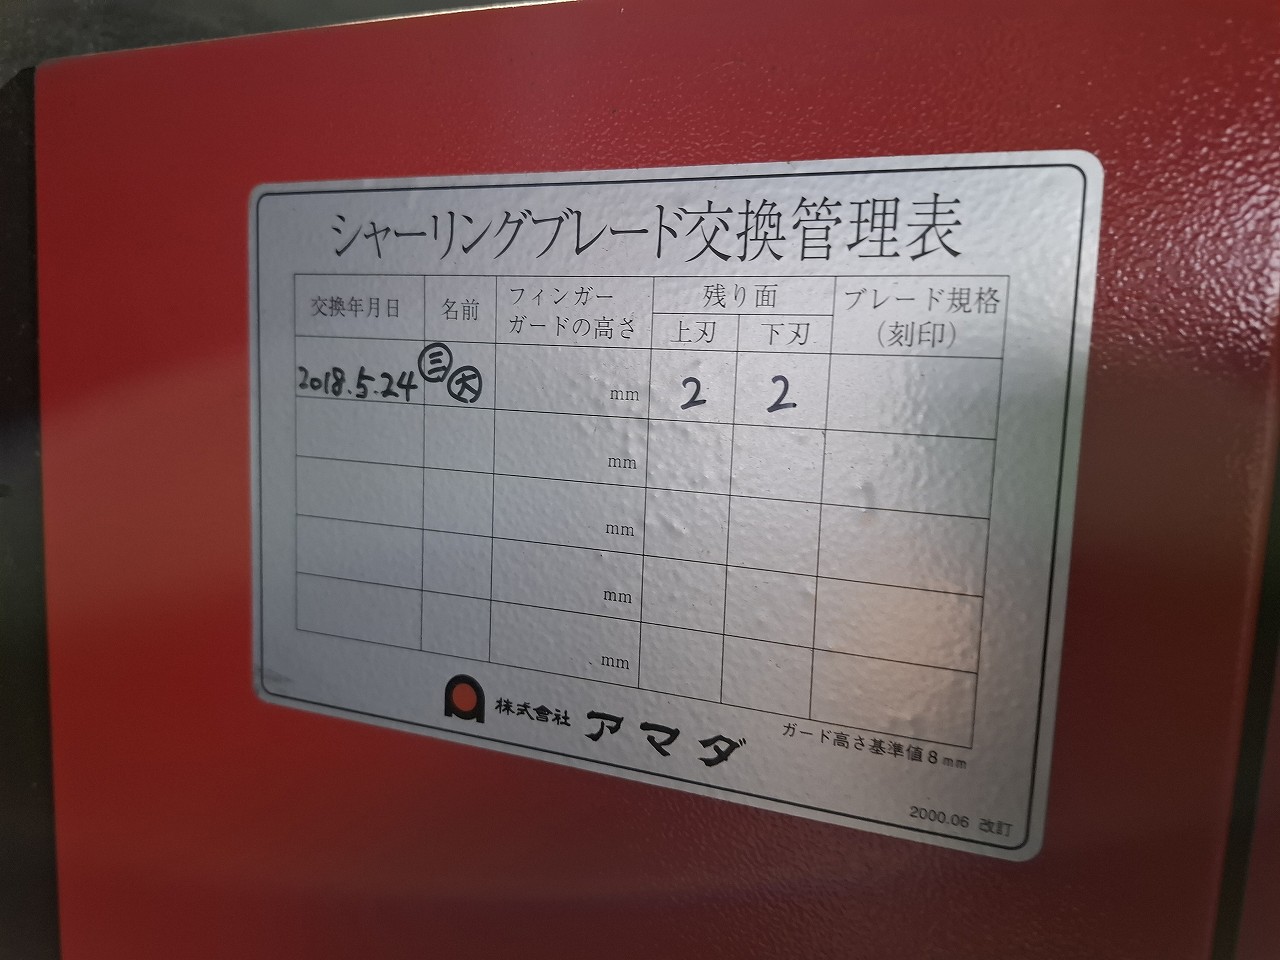 シャーリングブレード交換管理表
交換年月日 名前 フィンガーガードの高さ 残り面 上刃 下刃 ブレード規格(刻印)
2018.5.24 三 大 mm 2 2
mm
mm
mm
mm
株式會社 アマダ
ガード高さ基準値8mm
2000.06 改訂